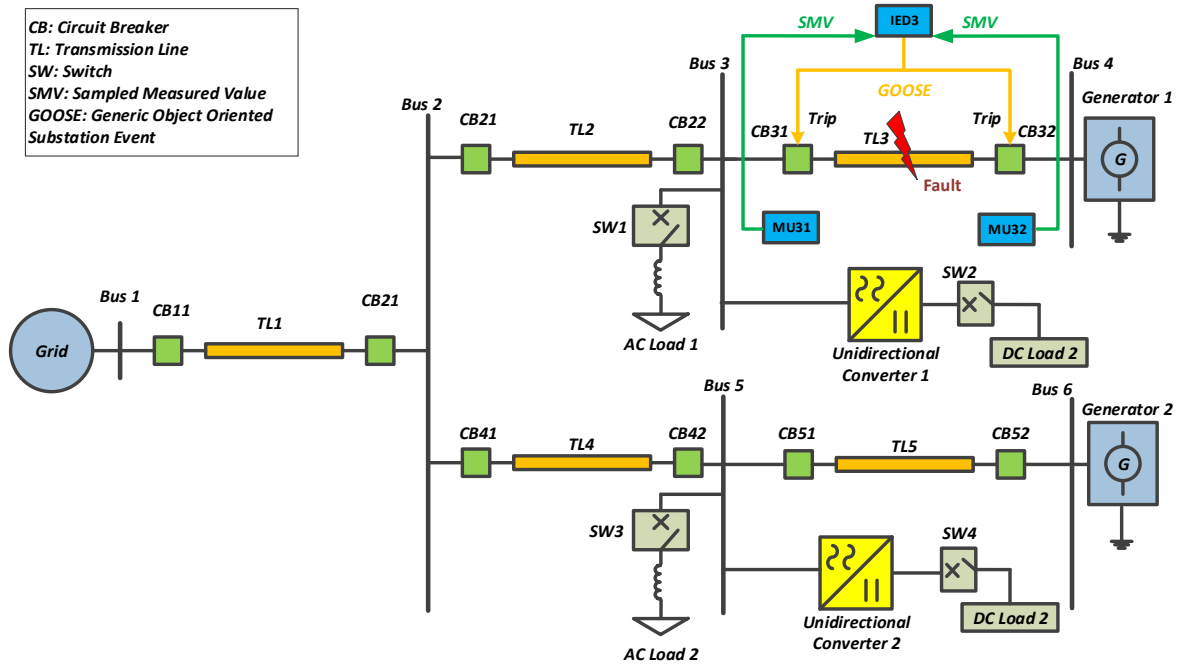 CB: Circuit Breaker
TL: Transmission Line
SW: Switch
SMV: Sampled Measured Value
GOOSE: Generic Object Oriented
Substation Event
IED3
SMV
SMV
GOOSE
Bus 3
Bus 4
Generator 1
G
Bus 2
CB21
TL2
CB22
CB31
Trip
TL3
Trip
CB32
Fault
MU31
MU32
SW1
AC Load 1
SW2
Unidirectional
Converter 1
DC Load 2
Grid
Bus 1
CB11
TL1
CB21
Bus 5
Bus 6
Generator 2
G
CB41
TL4
CB42
CB51
TL5
CB52
SW3
AC Load 2
SW4
Unidirectional
Converter 2
DC Load 2